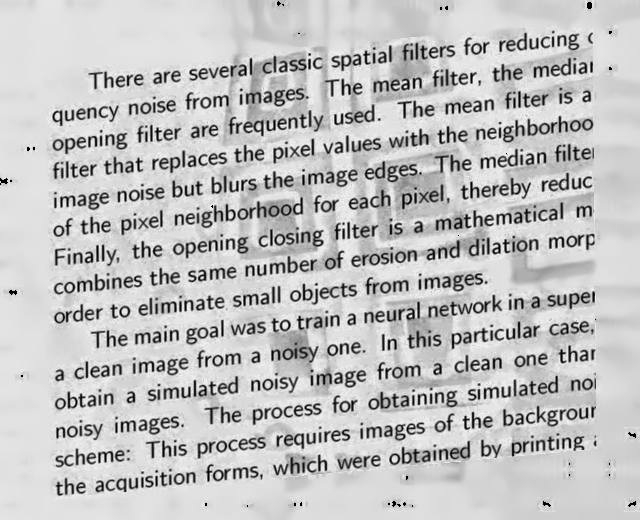 There are several classic spatial filters for reducing
quency noise from images. The mean filter, the median
opening filter are frequently used. The mean filter is a
filter that replaces the pixel values with the neighborhoo
image noise but blurs the image edges. The median filte
of the pixel neighborhood for each pixel, thereby reduc
Finally, the opening closing filter is a mathematical m
combines the same number of erosion and dilation morp
order to eliminate small objects from images.
The main goal was to train a neural network in a super
a clean image from a noisy one. In this particular case,
obtain a simulated noisy image from a clean one than
noisy images. The process for obtaining simulated noi
scheme: This process requires images of the backgroun
the acquisition forms, which were obtained by printing